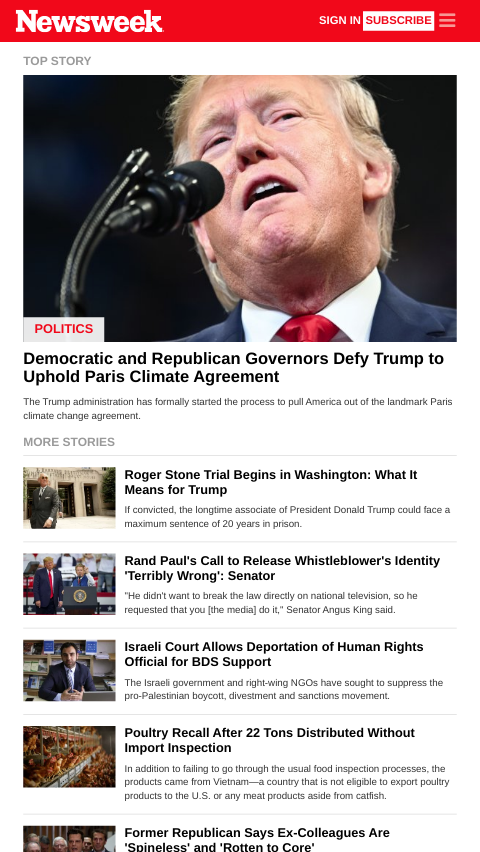 Newsweek
SIGN IN SUBSCRIBE
TOP STORY
POLITICS
Democratic and Republican Governors Defy Trump to
Uphold Paris Climate Agreement
The Trump administration has formally started the process to pull America out of the landmark Paris
climate change agreement.
MORE STORIES
Roger Stone Trial Begins in Washington: What It
Means for Trump
If convicted, the longtime associate of President Donald Trump could face a
maximum sentence of 20 years in prison.
Rand Paul's Call to Release Whistleblower's Identity
'Terribly Wrong': Senator
"He didn't want to break the law directly on national television, so he
requested that you [the media] do it," Senator Angus King said.
Israeli Court Allows Deportation of Human Rights
Official for BDS Support
The Israeli government and right-wing NGOs have sought to suppress the
pro-Palestinian boycott, divestment and sanctions movement.
Poultry Recall After 22 Tons Distributed Without
Import Inspection
In addition to failing to go through the usual food inspection processes, the
products came from Vietnam—a country that is not eligible to export poultry
products to the U.S. or any meat products aside from catfish.
Former Republican Says Ex-Colleagues Are
'Spineless' and 'Rotten to Core'